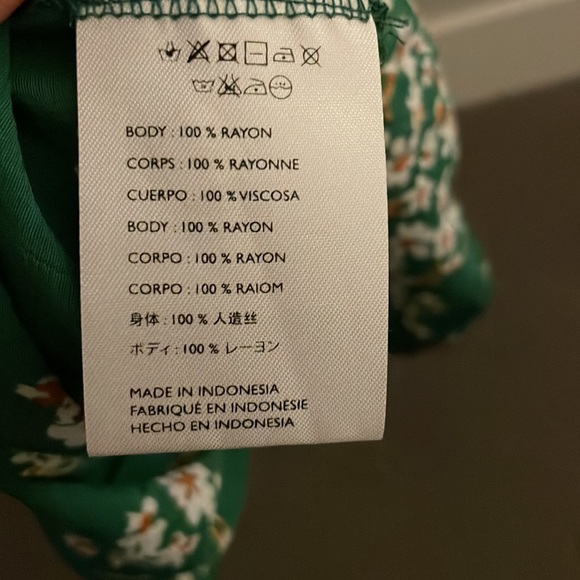 BODY : 100 % RAYON
CORPS : 100 % RAYONNE
CUERPO : 100 % VISCOSA
BODY : 100 % RAYON
CORPO : 100 % RAYON
CORPO : 100 % RAIOM
身体 : 100 % 人造丝
ボディ : 100 % レーヨン
MADE IN INDONESIA
FABRIQUÉ EN INDONÉSIE
HECHO EN INDONESIA